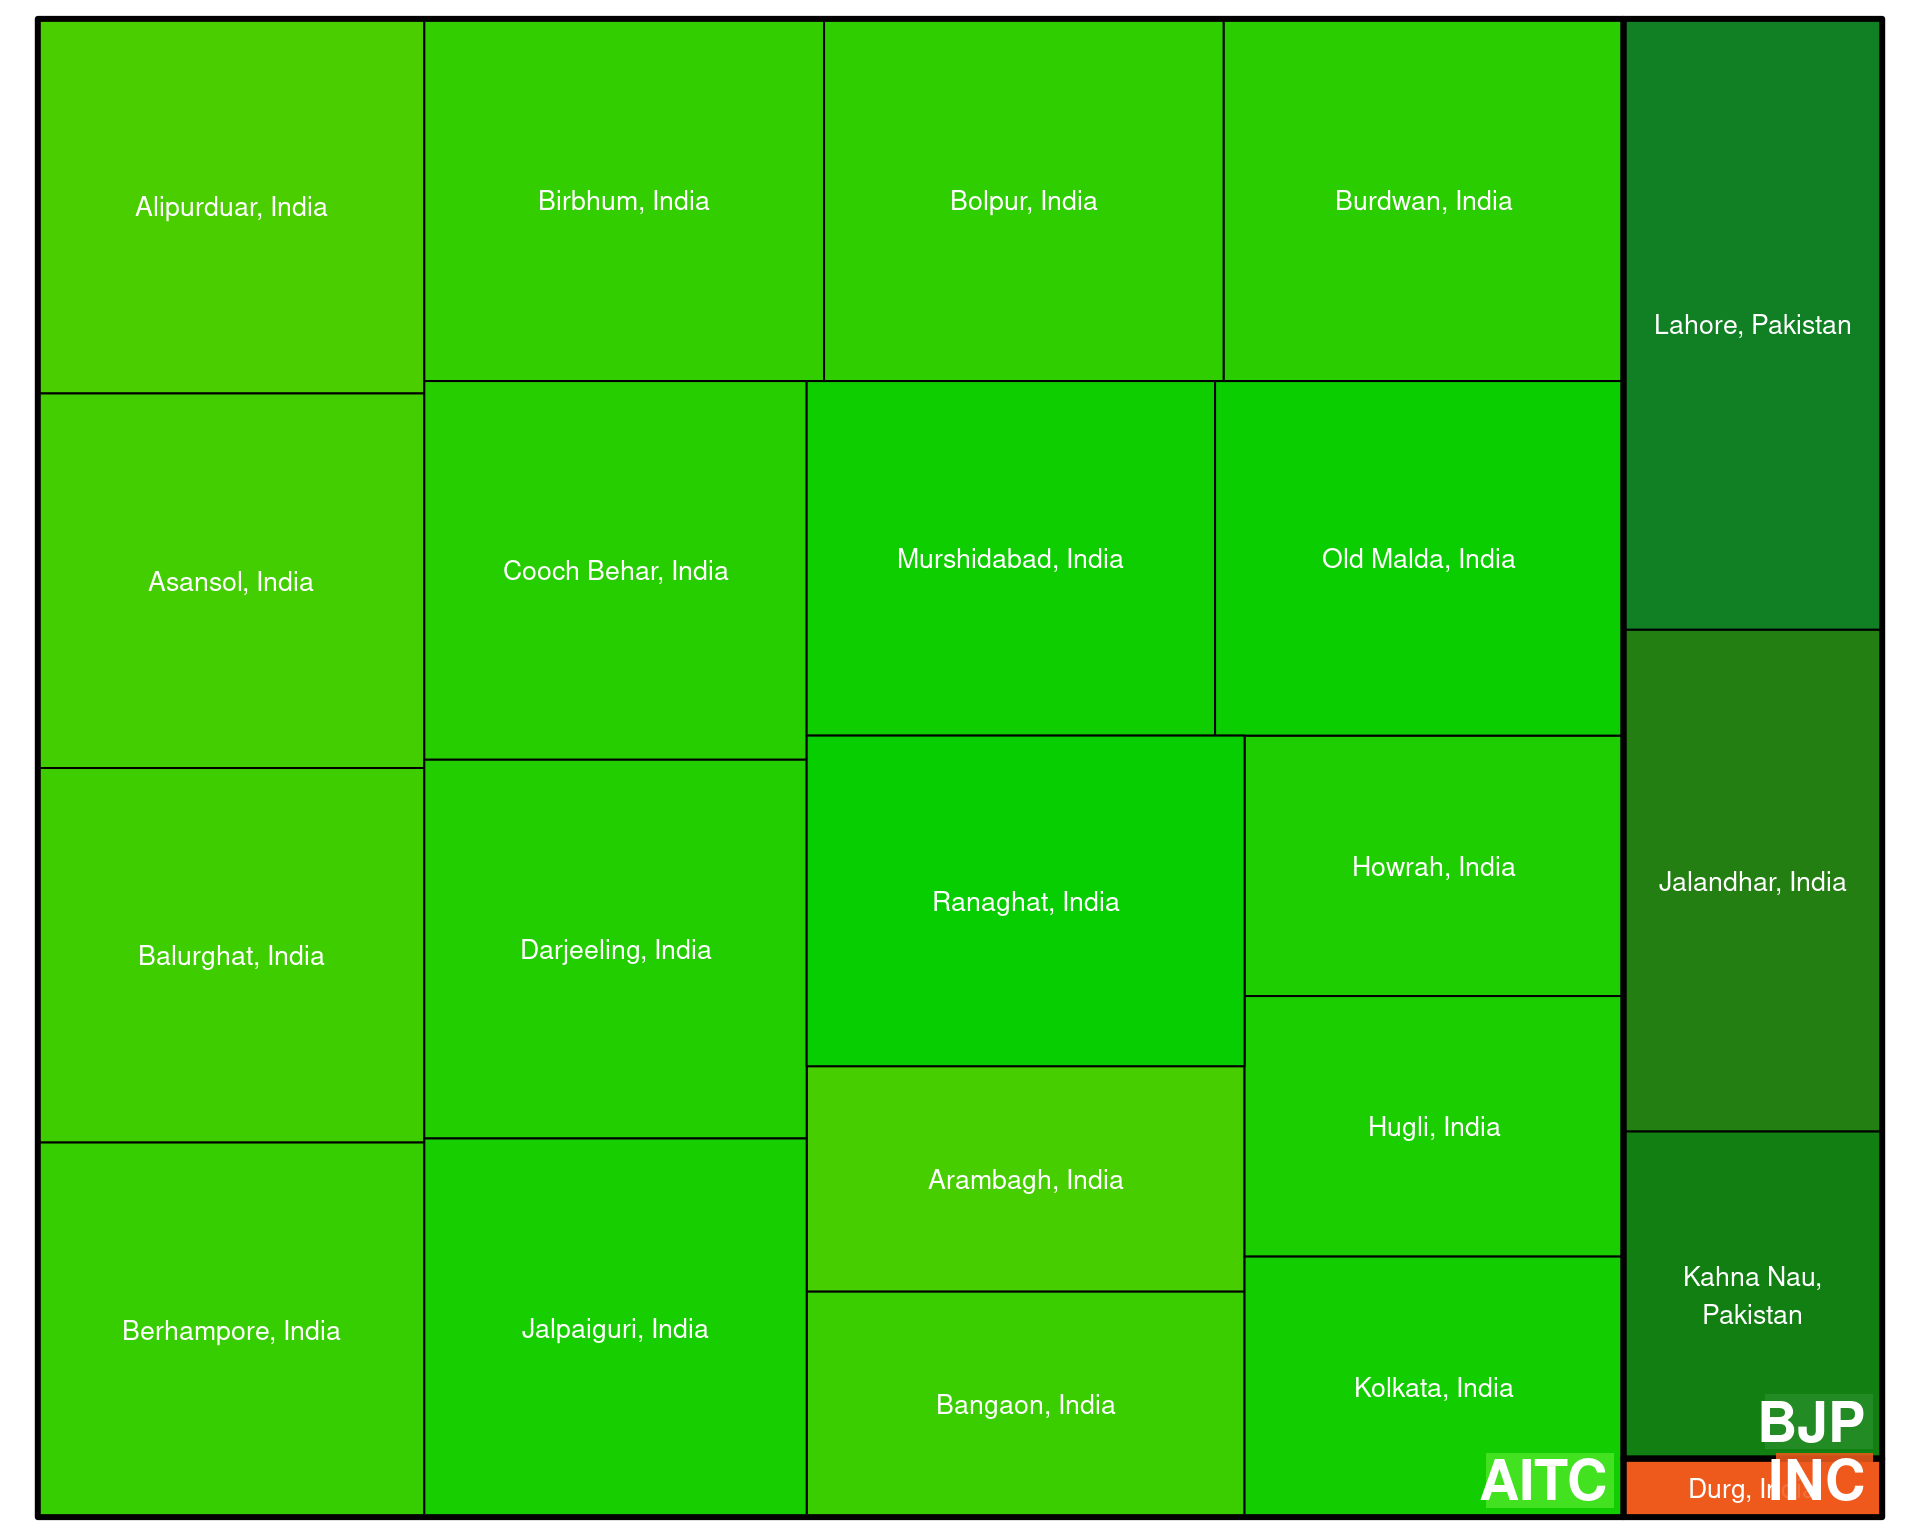 Alipurduar, India
Birbhum, India
Bolpur, India
Burdwan, India
Lahore, Pakistan
Asansol, India
Cooch Behar, India
Murshidabad, India
Old Malda, India
Balurghat, India
Darjeeling, India
Ranaghat, India
Howrah, India
Jalandhar, India
Hugli, India
Arambagh, India
Berhampore, India
Jalpaiguri, India
Bangaon, India
Kolkata, India
Kahna Nau,
Pakistan
BJP
AITC
Durg, India
INC